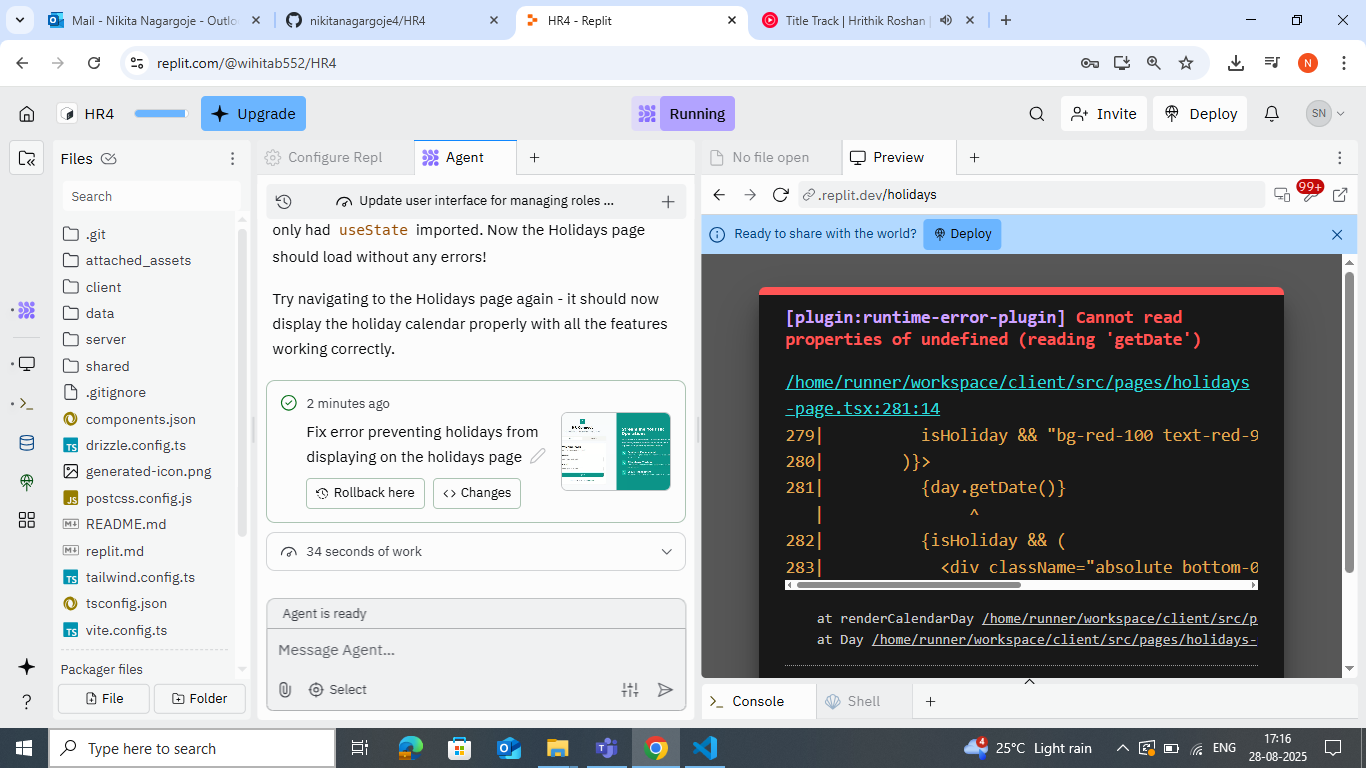 Mail - Nikita Nagargoje - Outlo
nikitanagargoje4/HR4
HR4 - Replit
Title Track | Hrithik Roshan |
replit.com/@wihitab552/HR4
N
HR4
Upgrade
Running
Invite
Deploy
SN
Files
Search
.git
attached_assets
client
data
server
shared
.gitignore
components.json
TS drizzle.config.ts
generated-icon.png
JS postcss.config.js
README.md
replit.md
TS tailwind.config.ts
tsconfig.json
TS vite.config.ts
Packager files
File
Folder
Configure Repl
Agent
Update user interface for managing roles ...
only had useState imported. Now the Holidays page
should load without any errors!
Try navigating to the Holidays page again - it should now
display the holiday calendar properly with all the features
working correctly.
2 minutes ago
Fix error preventing holidays from
displaying on the holidays page
Rollback here
Changes
34 seconds of work
Agent is ready
Message Agent...
Select
No file open
Preview
.replit.dev/holidays
99+
Ready to share with the world?
Deploy
[plugin:runtime-error-plugin] Cannot read
properties of undefined (reading 'getDate')
/home/runner/workspace/client/src/pages/holidays
-page.tsx:281:14
279| isHoliday && "bg-red-100 text-red-9
280| )}>
281| {day.getDate()}
| ^
282| {isHoliday && (
283| <div className="absolute bottom-0
at renderCalendarDay /home/runner/workspace/client/src/p
at Day /home/runner/workspace/client/src/pages/holidays-
Console
Shell
Type here to search
4
25°C Light rain
ENG
17:16
28-08-2025